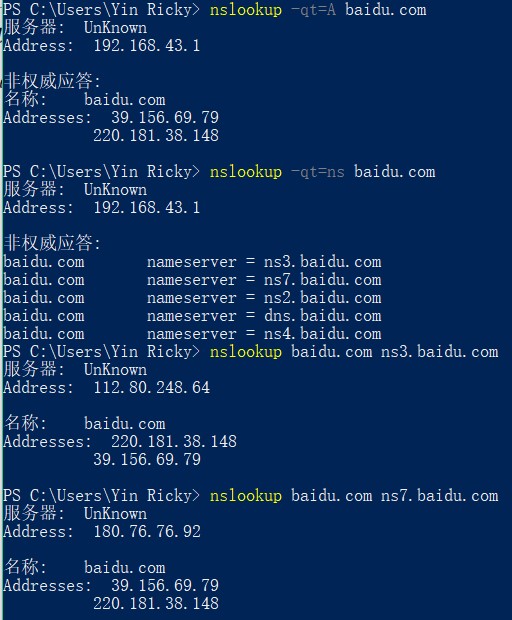 PS C:\Users\Yin Ricky> nslookup -qt=A baidu.com
服务器:  UnKnown
Address:  192.168.43.1
非权威应答:
名称:    baidu.com
Addresses:  39.156.69.79
220.181.38.148
PS C:\Users\Yin Ricky> nslookup -qt=ns baidu.com
服务器:  UnKnown
Address:  192.168.43.1
非权威应答:
baidu.com       nameserver = ns3.baidu.com
baidu.com       nameserver = ns7.baidu.com
baidu.com       nameserver = ns2.baidu.com
baidu.com       nameserver = dns.baidu.com
baidu.com       nameserver = ns4.baidu.com
PS C:\Users\Yin Ricky> nslookup baidu.com ns3.baidu.com
服务器:  UnKnown
Address:  112.80.248.64
名称:    baidu.com
Addresses:  220.181.38.148
39.156.69.79
PS C:\Users\Yin Ricky> nslookup baidu.com ns7.baidu.com
服务器:  UnKnown
Address:  180.76.76.92
名称:    baidu.com
Addresses:  39.156.69.79
220.181.38.148